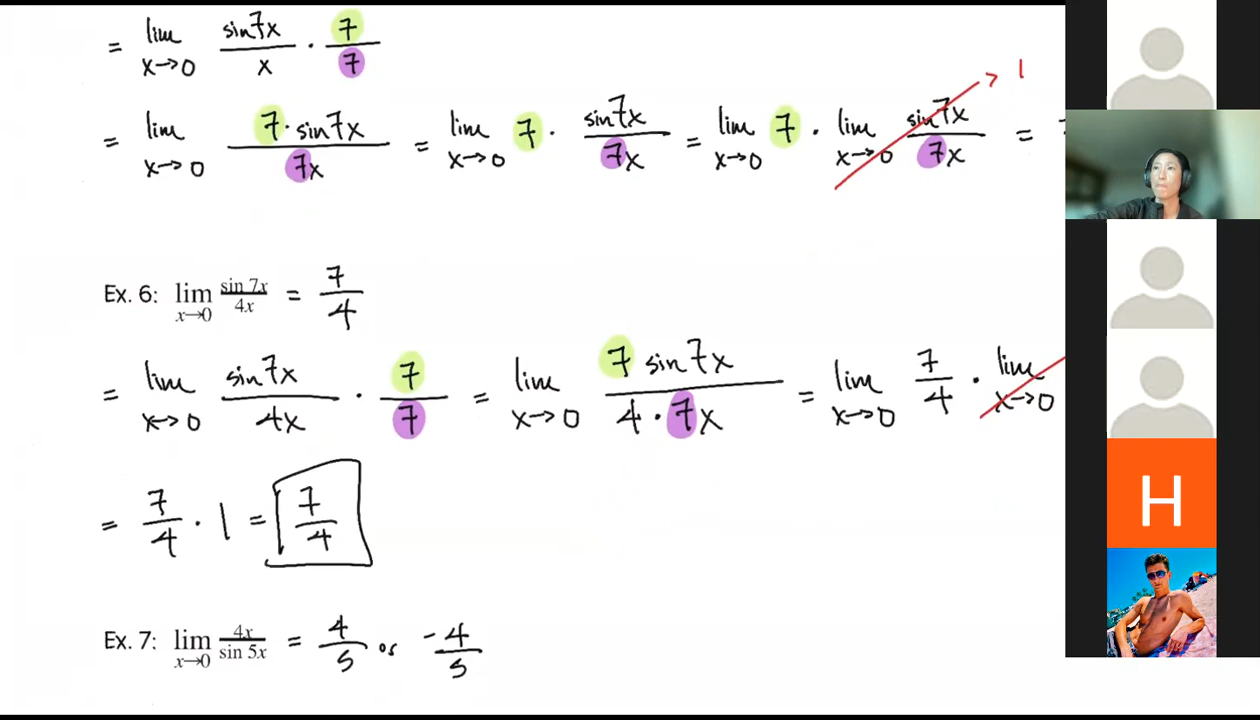 = lim x→0 sin7x/x · 7/7
= lim x→0 7·sin7x/7x = lim x→0 7 · sin7x/7x = lim x→0 7 · lim x→0 sin7x/7x → 1 =
Ex. 6: lim x→0 sin 7x/4x = 7/4
= lim x→0 sin7x/4x · 7/7 = lim x→0 7 sin7x/4·7x = lim x→0 7/4 · lim x→0
= 7/4 · 1 = 7/4
Ex. 7: lim x→0 4x/sin 5x = 4/5 or -4/5
H